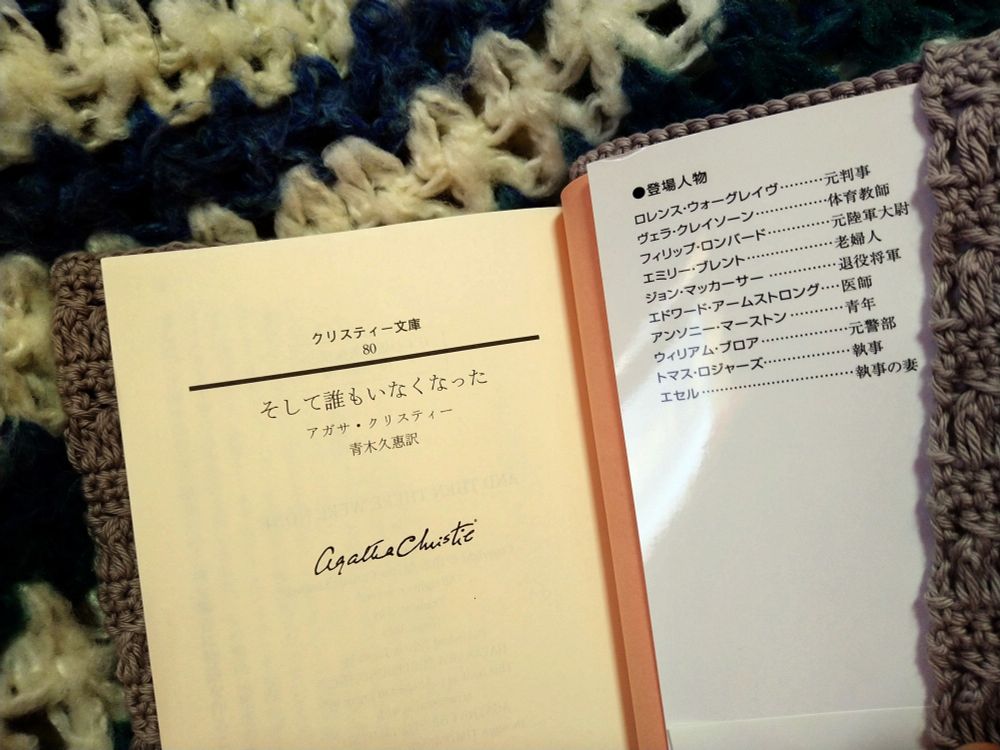 クリスティー文庫
80
そして誰もいなくなった
アガサ・クリスティー
青木久惠訳
Agatha Christie
●登場人物
ロレンス・ウォーグレイヴ………元判事
ヴェラ・クレイソーン……………体育教師
フィリップ・ロンバード…………元陸軍大尉
エミリー・ブレント………………老婦人
ジョン・マッカーサー……………退役将軍
エドワード・アームストロング…医師
アンソニー・マーストン…………青年
ウィリアム・ブロア………………元警部
トマス・ロジャーズ………………執事
エセル………………………………執事の妻